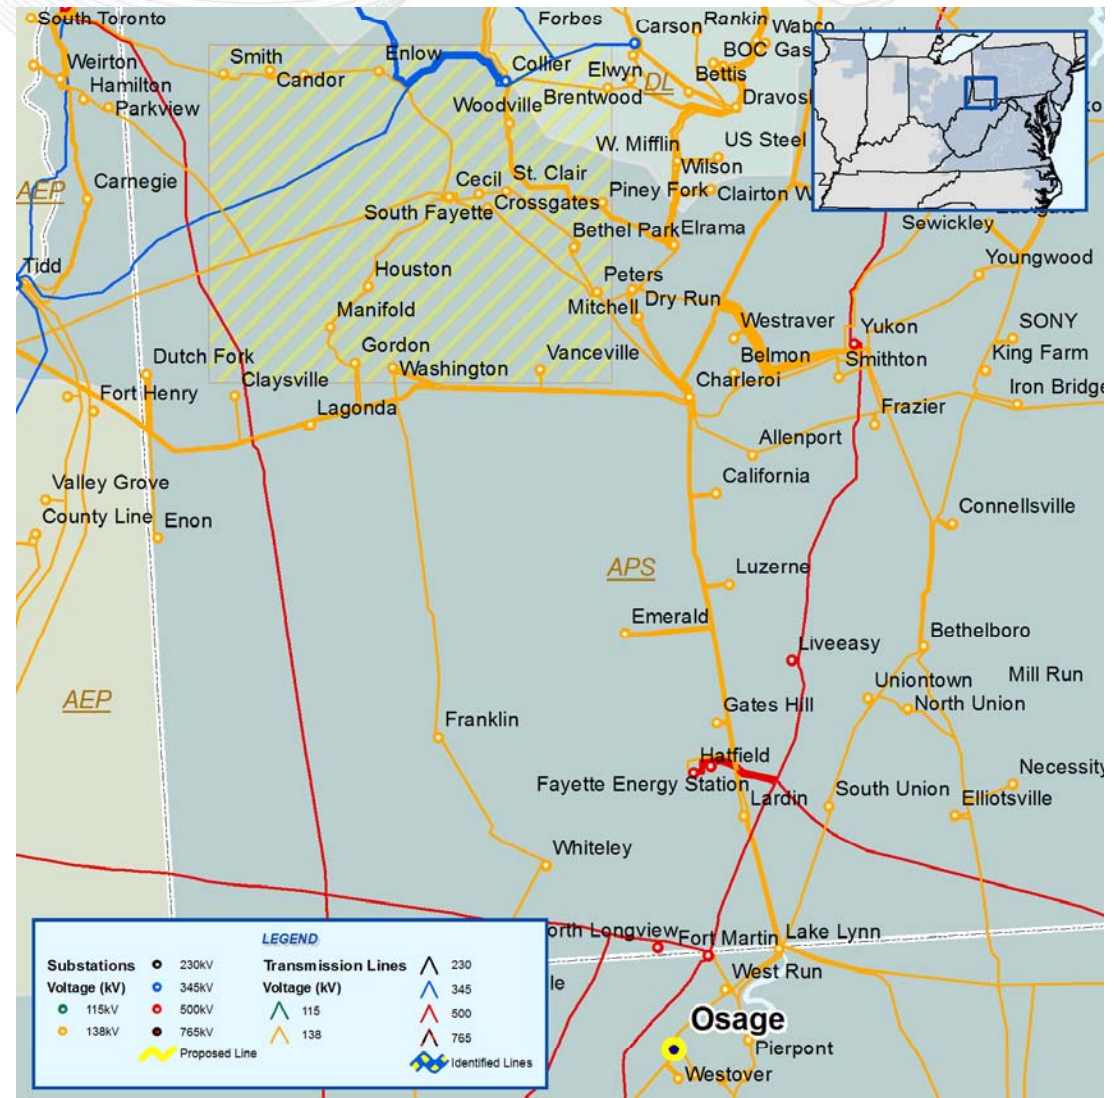 South Toronto
Forbes
Carson
Rankin
Wabco
Weirton
Smith
Enlow
Collier
BOC Gas
Hamilton
Candor
Elwyn
DL
Bettis
Parkview
Woodville
Brentwood
US Steel
W. Mifflin
Wilson
AEP
Carnegie
Cecil
St. Clair
Piney Fork
Clairton W
South Fayette
Crossgates
Sewickley
Bethel Park
Elrama
Tidd
Houston
Peters
Youngwood
Manifold
Mitchell
Dry Run
Westraver
Yukon
SONY
Dutch Fork
Gordon
Vanceville
Belmon
Smithton
King Farm
Fort Henry
Claysville
Washington
Charleroi
Iron Bridge
Lagonda
Frazier
Allenport
Valley Grove
California
County Line
Enon
Connellsville
APS
Luzerne
Emerald
Bethelboro
Liveeasy
AEP
Uniontown
Mill Run
Franklin
Gates Hill
North Union
Hatfield
Fayette Energy Station
Necessity
Lardin
South Union
Elliotsville
Whiteley
orth Longview
Fort Martin
Lake Lynn
West Run
le
Osage
Pierpont
Westover
LEGEND
Substations
Voltage (kV)
115kV
138kV
230kV
345kV
500kV
765kV
Proposed Line
Transmission Lines
Voltage (kV)
115
138
230
345
500
765
Identified Lines